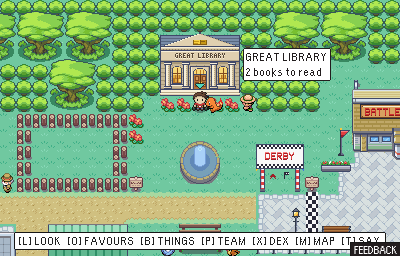 GREAT LIBRARY
GREAT LIBRARY
2 books to read
BATTLE
DERBY
[L]LOOK [O]FAVOURS [B]THINGS [P]TEAM [X]DEX [M]MAP [T]SAY
FEEDBACK